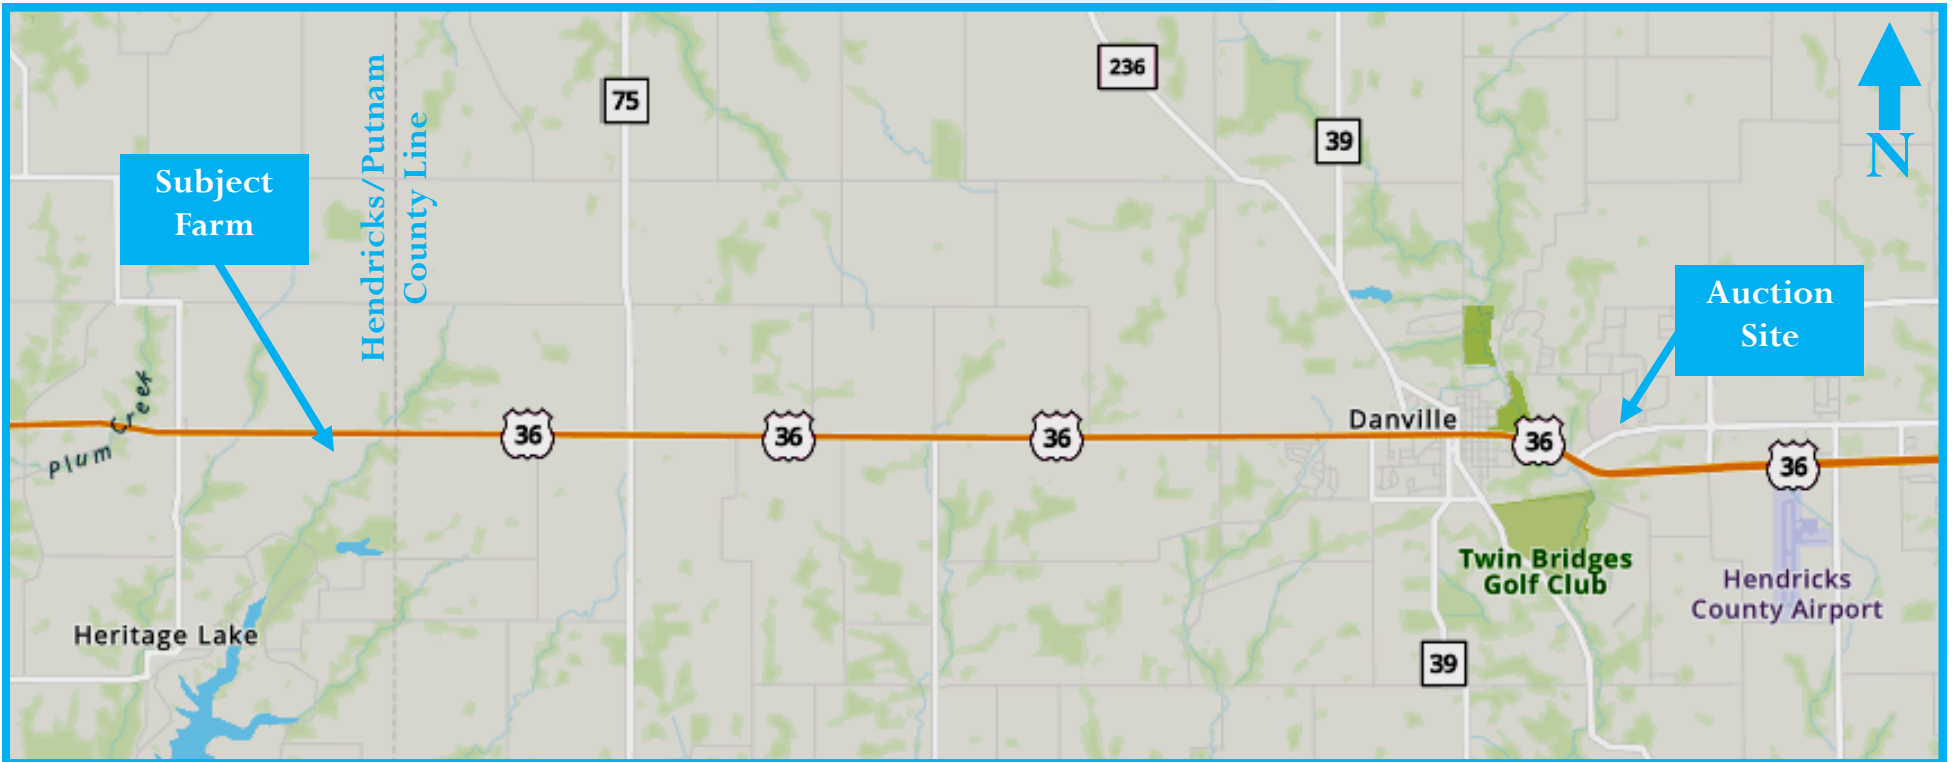 236
75
39
N
Subject
Farm
Hendricks/Putnam
County Line
Auction
Site
Plum Creek
36
36
36
Danville
36
36
Twin Bridges
Golf Club
Hendricks
County Airport
Heritage Lake
39